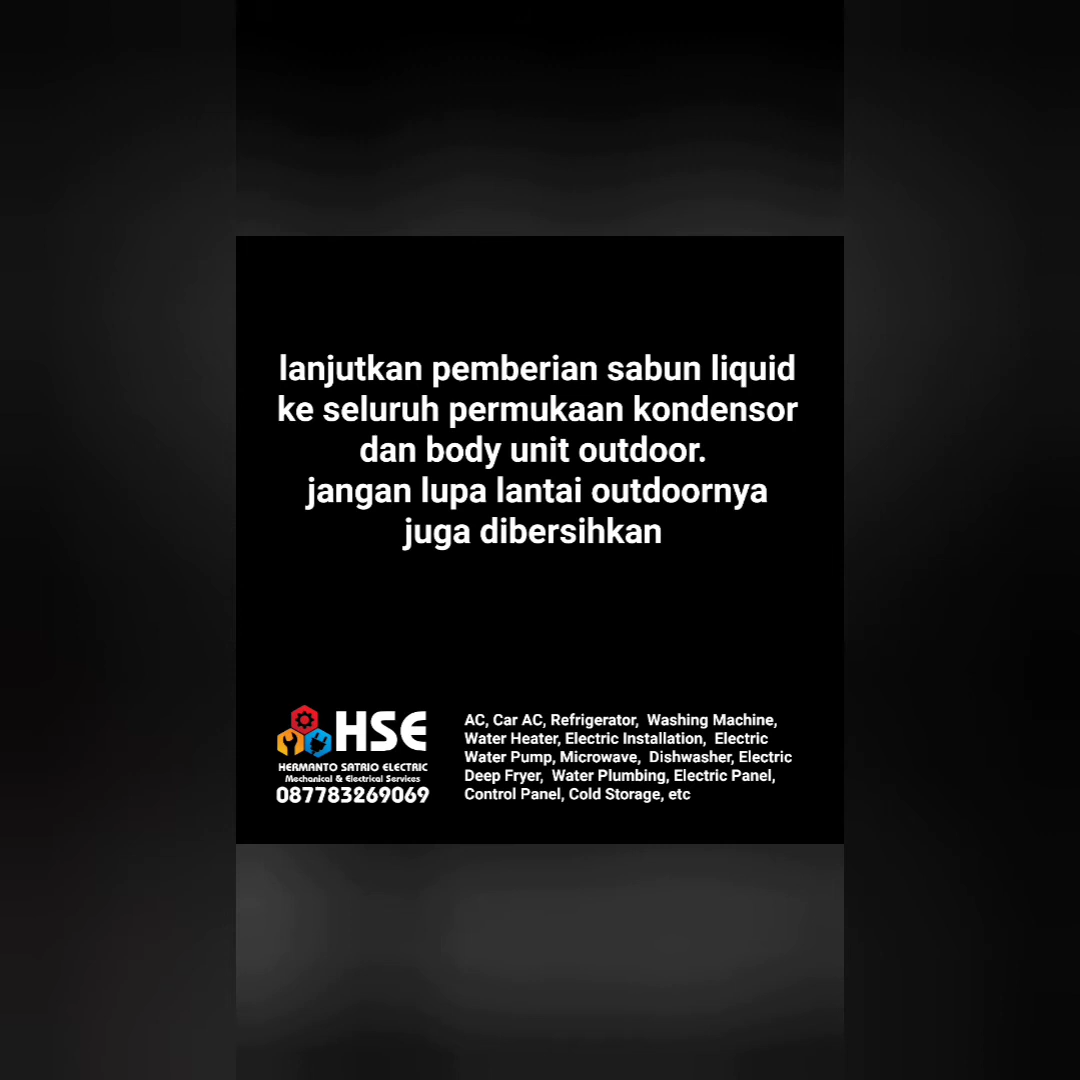 lanjutkan pemberian sabun liquid
ke seluruh permukaan kondensor
dan body unit outdoor.
jangan lupa lantai outdoornya
juga dibersihkan
HSE
HERMANTO SATRIO ELECTRIC
Mechanical & Electrical Services
087783269069
AC, Car AC, Refrigerator, Washing Machine,
Water Heater, Electric Installation, Electric
Water Pump, Microwave, Dishwasher, Electric
Deep Fryer, Water Plumbing, Electric Panel,
Control Panel, Cold Storage, etc